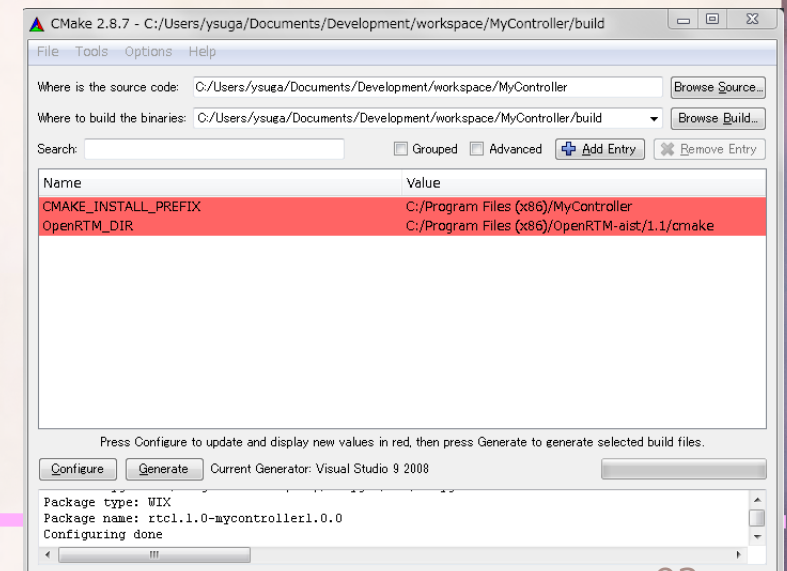 CMake 2.8.7 - C:/Users/ysuga/Documents/Development/workspace/MyController/build
File Tools Options Help
Where is the source code: C:/Users/ysuga/Documents/Development/workspace/MyController Browse Source...
Where to build the binaries: C:/Users/ysuga/Documents/Development/workspace/MyController/build Browse Build...
Search: Grouped Advanced Add Entry Remove Entry
Name Value
CMAKE_INSTALL_PREFIX C:/Program Files (x86)/MyController
OpenRTM_DIR C:/Program Files (x86)/OpenRTM-aist/1.1/cmake
Press Configure to update and display new values in red, then press Generate to generate selected build files.
Configure Generate Current Generator: Visual Studio 9 2008
Package type: WIX
Package name: rtc1.1.0-mycontroller1.0.0
Configuring done